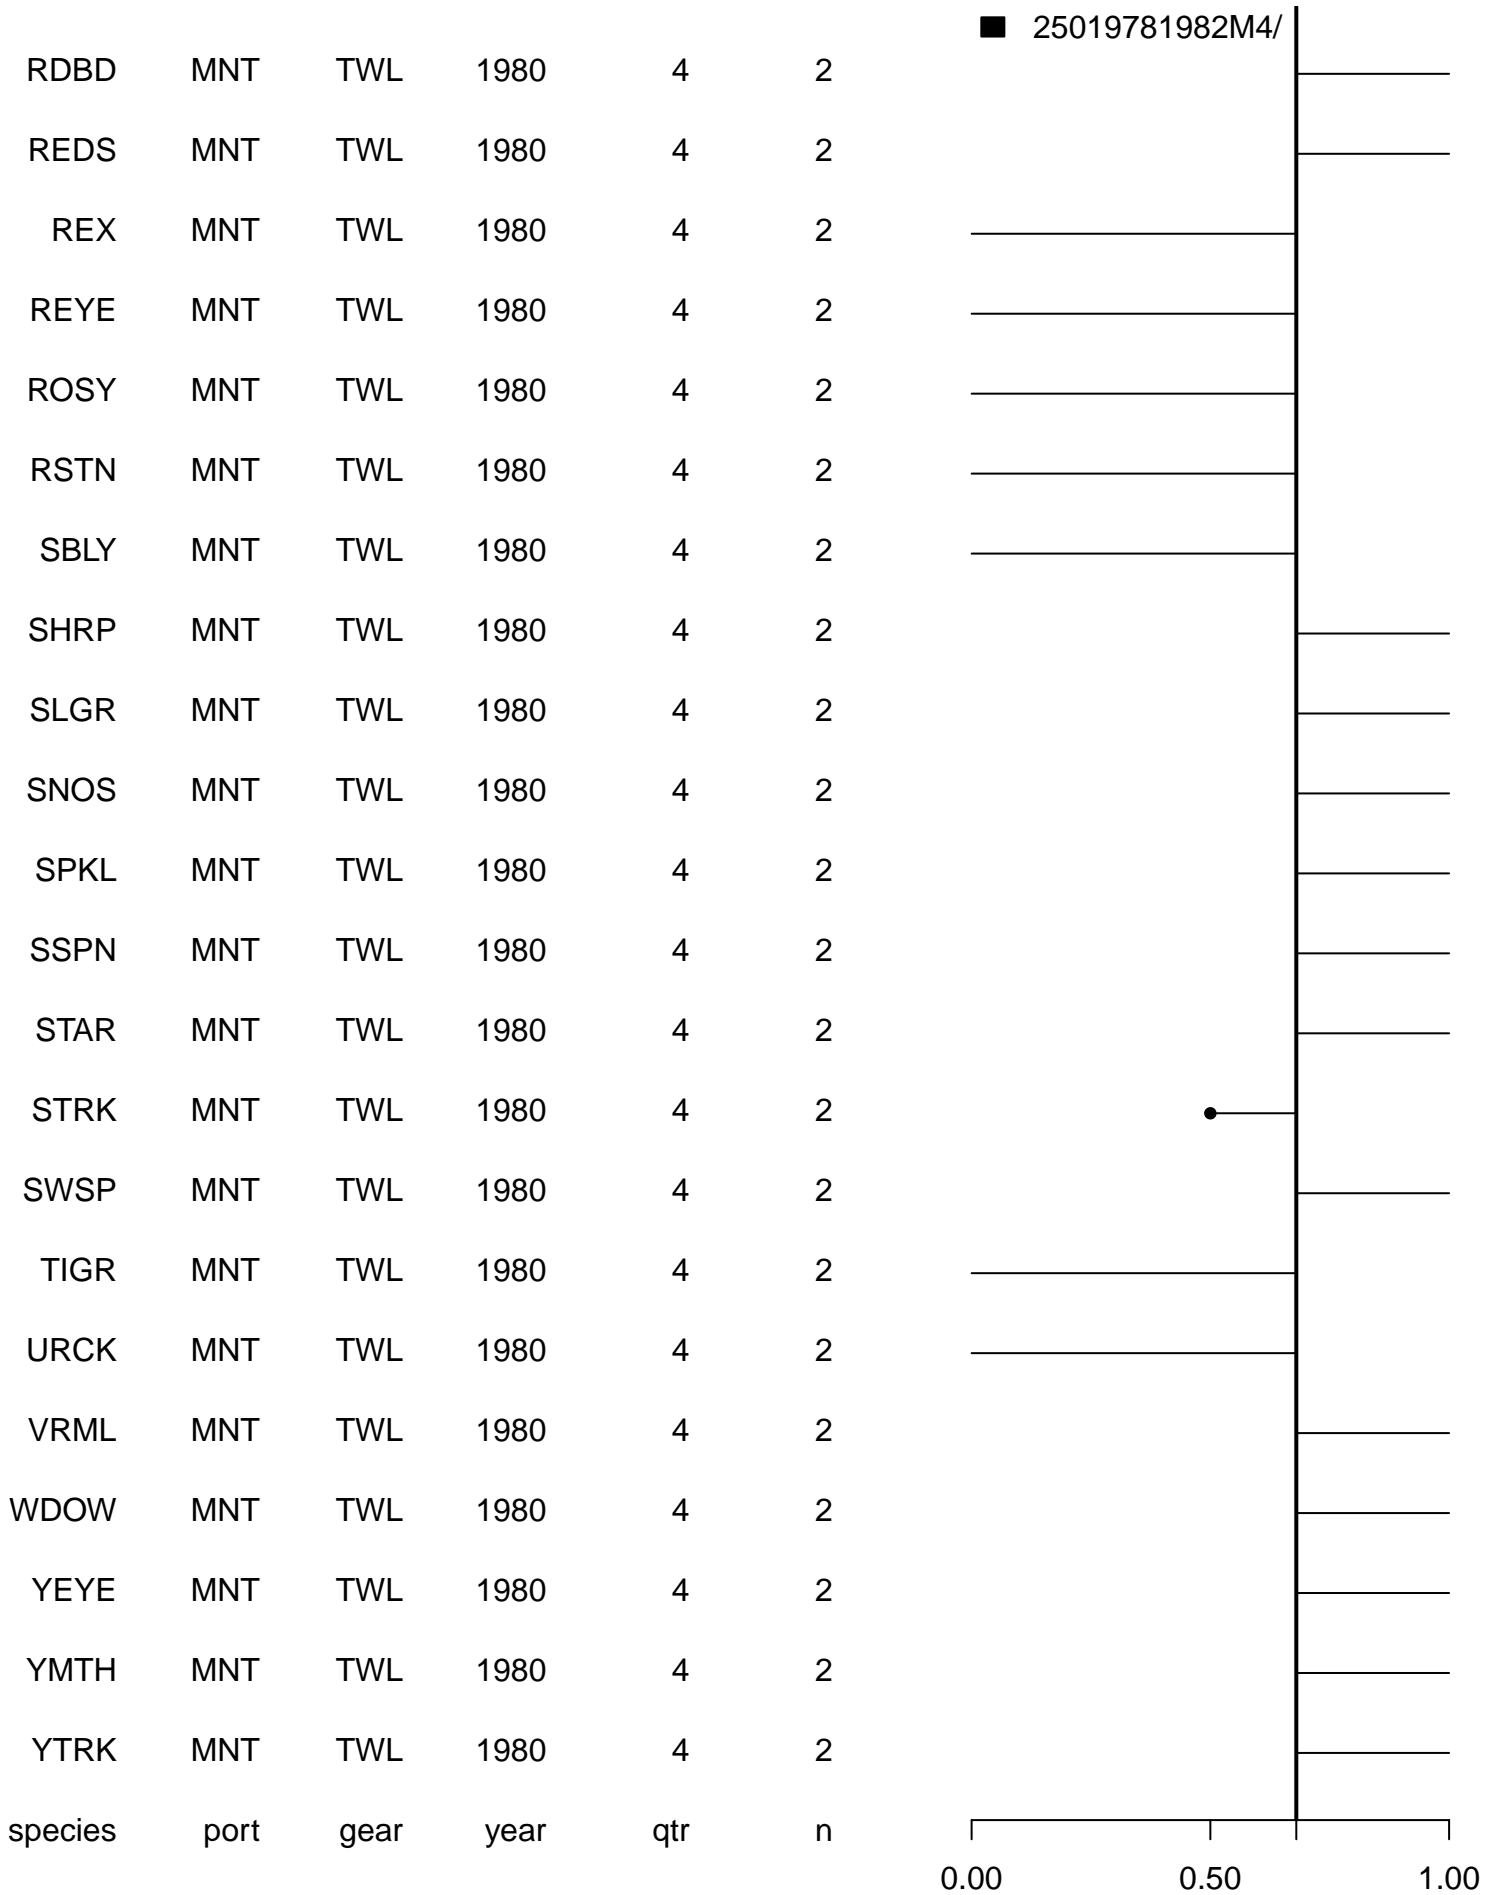 25019781982M4/
RDBD MNT TWL 1980 4 2
REDS MNT TWL 1980 4 2
REX MNT TWL 1980 4 2
REYE MNT TWL 1980 4 2
ROSY MNT TWL 1980 4 2
RSTN MNT TWL 1980 4 2
SBLY MNT TWL 1980 4 2
SHRP MNT TWL 1980 4 2
SLGR MNT TWL 1980 4 2
SNOS MNT TWL 1980 4 2
SPKL MNT TWL 1980 4 2
SSPN MNT TWL 1980 4 2
STAR MNT TWL 1980 4 2
STRK MNT TWL 1980 4 2
SWSP MNT TWL 1980 4 2
TIGR MNT TWL 1980 4 2
URCK MNT TWL 1980 4 2
VRML MNT TWL 1980 4 2
WDOW MNT TWL 1980 4 2
YEYE MNT TWL 1980 4 2
YMTH MNT TWL 1980 4 2
YTRK MNT TWL 1980 4 2
species port gear year qtr n
0.00 0.50 1.00